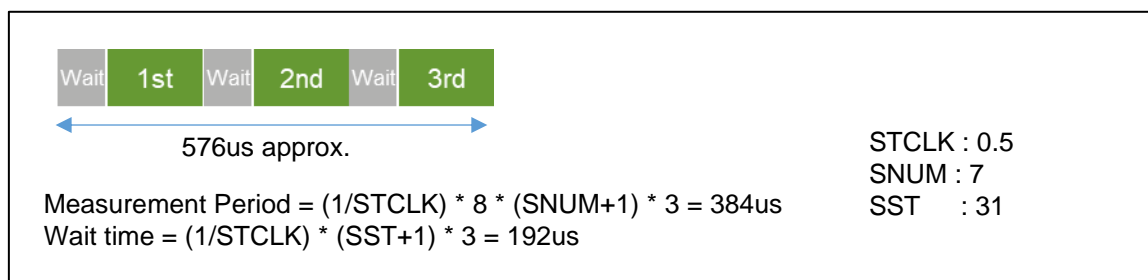 Wait 1st Wait 2nd Wait 3rd
576us approx.
STCLK : 0.5
SNUM : 7
SST : 31
Measurement Period = (1/STCLK) * 8 * (SNUM+1) * 3 = 384us
Wait time = (1/STCLK) * (SST+1) * 3 = 192us